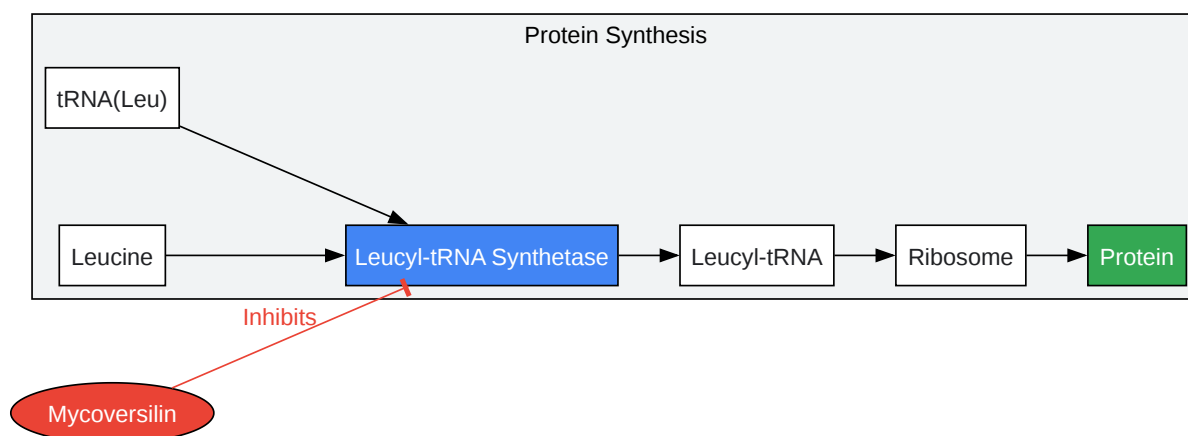 Protein Synthesis
tRNA(Leu)
Leucine
Leucyl-tRNA Synthetase
Leucyl-tRNA
Ribosome
Protein
Inhibits
Mycoversilin